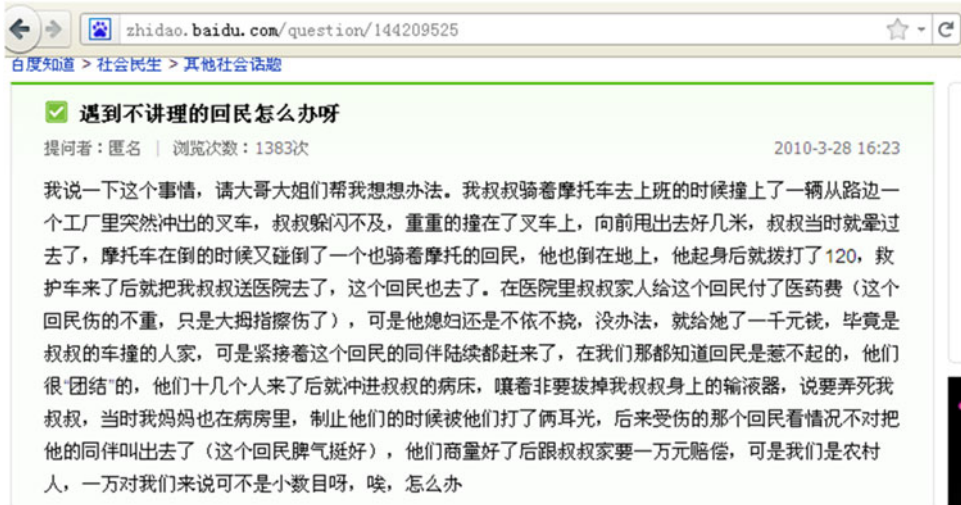 zhidao.baidu.com/question/144209525
百度知道 > 社会民生 > 其他社会话题
遇到不讲理的回民怎么办呀
提问者：匿名 | 浏览次数：1383次 2010-3-28 16:23
我说一下这个事情，请大哥大姐们帮我想想办法。我叔叔骑着摩托车去上班的时候撞上了一辆从路边一
个工厂里突然冲出的叉车，叔叔躲闪不及，重重的撞在了叉车上，向前甩出去好几米，叔叔当时就晕过
去了，摩托车在倒的时候又碰倒了一个也骑着摩托的回民，他也倒在地上，他起身后就拨打了120，救
护车来了后就把我叔叔送医院去了，这个回民也去了。在医院里叔叔家人给这个回民付了医药费（这个
回民伤的不重，只是大拇指擦伤了），可是他媳妇还是不依不挠，没办法，就给她了一千元钱，毕竟是
叔叔的车撞的人家，可是紧接着这个回民的同伴陆续都赶来了，在我们那都知道回民是惹不起的，他们
很“团结”的，他们十几个人来了后就冲进叔叔的病床，嚷着非要拔掉我叔叔身上的输液器，说要弄死我
叔叔，当时我妈妈也在病房里，制止他们的时候被他们打了俩耳光，后来受伤的那个回民看情况不对把
他的同伴叫出去了（这个回民脾气挺好），他们商量好了后跟叔叔家要一万元赔偿，可是我们是农村
人，一万对我们来说可不是小数目呀，唉，怎么办